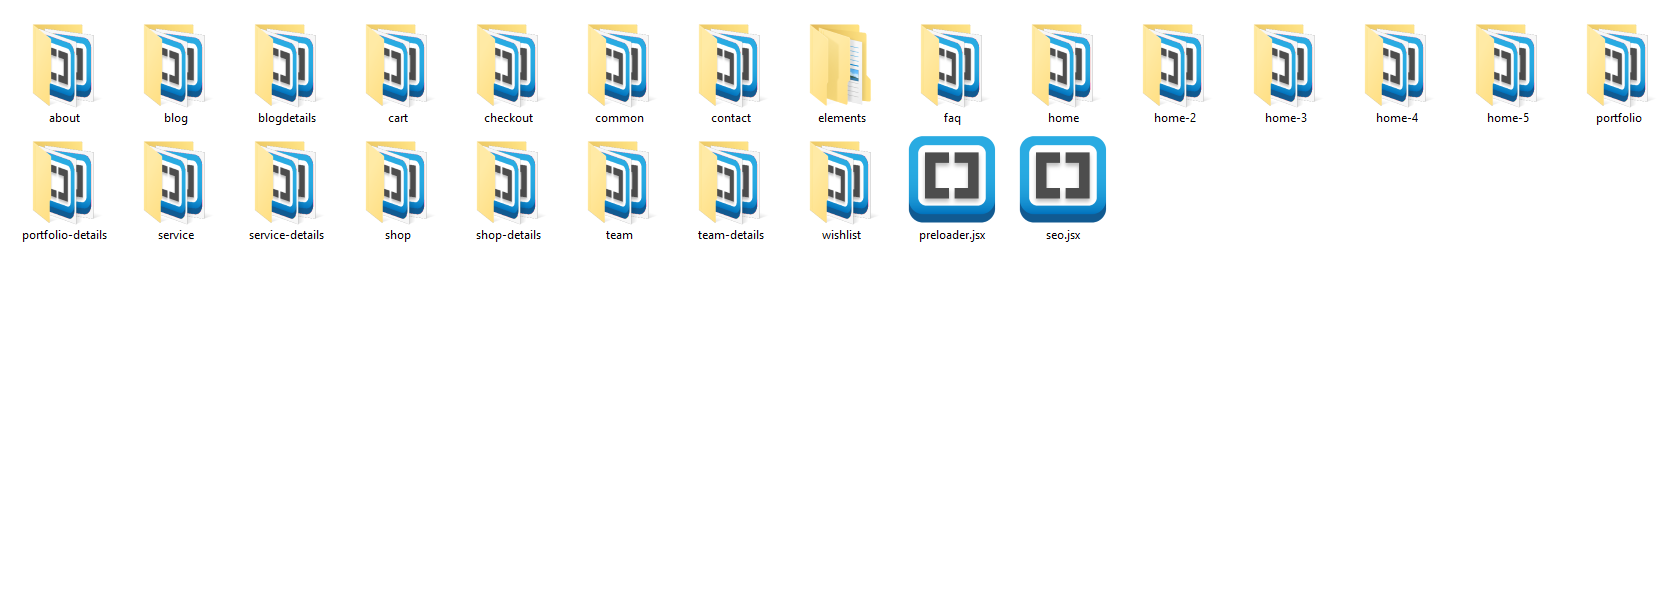 about blog blogdetails cart checkout common contact elements faq home home-2 home-3 home-4 home-5 portfolio
portfolio-details service service-details shop shop-details team team-details wishlist preloader.jsx seo.jsx